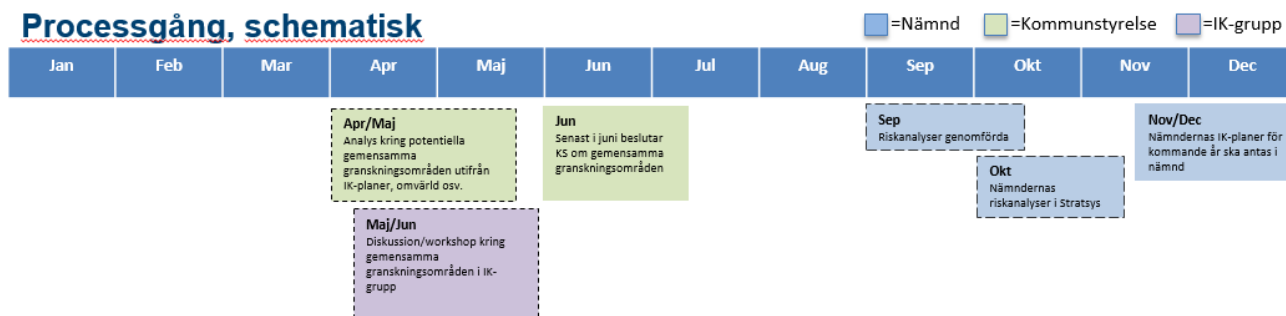 Processgång, schematisk
=Nämnd
=Kommunstyrelse
=IK-grupp
Jan
Feb
Mar
Apr
Maj
Jun
Jul
Aug
Sep
Okt
Nov
Dec
Apr/Maj
Analys kring potentiella
gemensamma
granskningsområden utifrån
IK-planer, omvärld osv.
Maj/Jun
Diskussion/workshop kring
gemensamma
granskningsområden i IK-
grupp
Jun
Senast i juni beslutar
KS om gemensamma
granskningsområden
Sep
Riskanalyser genomförda
Okt
Nämndernas
riskanalyser i Stratsys
Nov/Dec
Nämndernas IK-planer för
kommande år ska antas i
nämnd